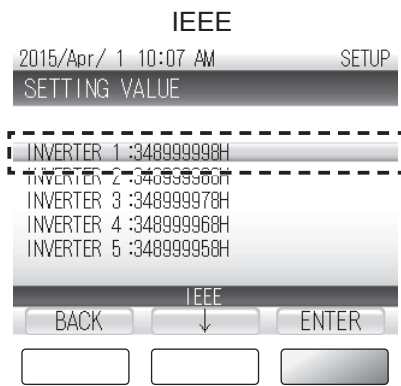 IEEE
2015/Apr/ 1 10:07 AM SETUP
SETTING VALUE
INVERTER 1 :348999998H
INVERTER 2 :348999988H
INVERTER 3 :348999978H
INVERTER 4 :348999968H
INVERTER 5 :348999958H
IEEE
BACK ↓ ENTER